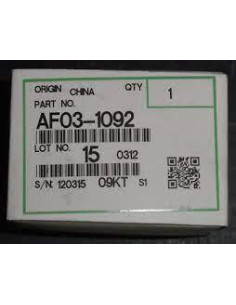 ORIGIN CHINA QTY
PART NO. 1
AF03-1092
LOT NO. 15 0312
S/N: 120315 09KT S1